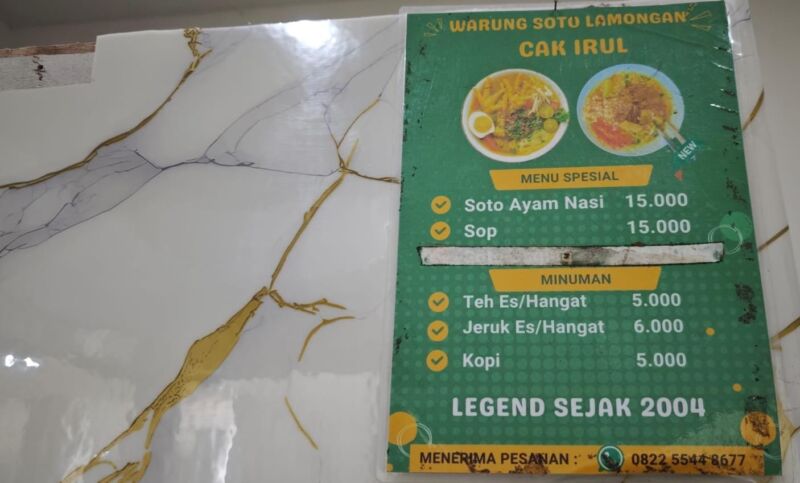 WARUNG SOTO LAMONGAN
CAK IRUL
NEW
MENU SPESIAL
Soto Ayam Nasi 15.000
Sop 15.000
MINUMAN
Teh Es/Hangat 5.000
Jeruk Es/Hangat 6.000
Kopi 5.000
LEGEND SEJAK 2004
MENERIMA PESANAN : 0822 5544 8677